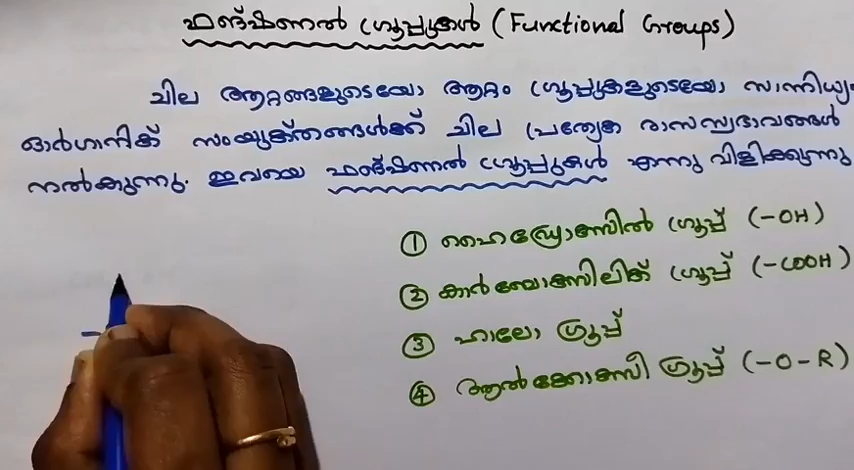 ഫങ്ഷണൽ ഗ്രൂപ്പുകൾ (Functional Groups)
ചില ആറ്റങ്ങളുടെയോ ആറ്റം ഗ്രൂപ്പുകളുടെയോ സാന്നിധ്യം
ഓർഗാനിക് സംയുക്തങ്ങൾക്ക് ചില പ്രത്യേക രാസസ്വഭാവങ്ങൾ
നൽകുന്നു. ഇവയെ ഫങ്ഷണൽ ഗ്രൂപ്പുകൾ എന്നു വിളിക്കുന്നു
① ഹൈഡ്രോക്സിൽ ഗ്രൂപ്പ് (-OH)
② കാർബോക്സിലിക് ഗ്രൂപ്പ് (-COOH)
③ ഹാലോ ഗ്രൂപ്പ്
④ ആൽക്കോക്സീ ഗ്രൂപ്പ് (-O-R)